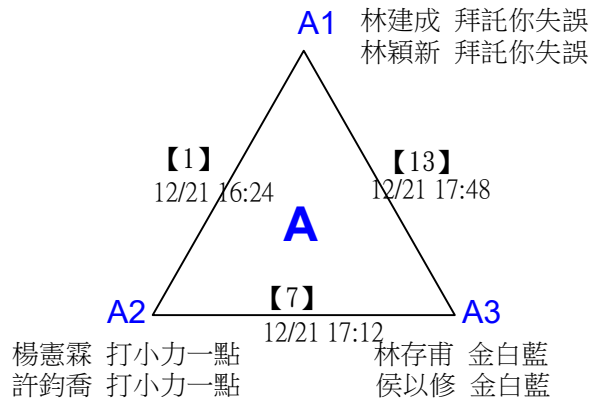 A1 林建成 拜託你失誤
林穎新 拜託你失誤
【1】
12/21 16:24
【13】
12/21 17:48
A
A2
【7】
12/21 17:12
A3
楊憲霖 打小力一點
許鈞喬 打小力一點
林存甫 金白藍
侯以修 金白藍